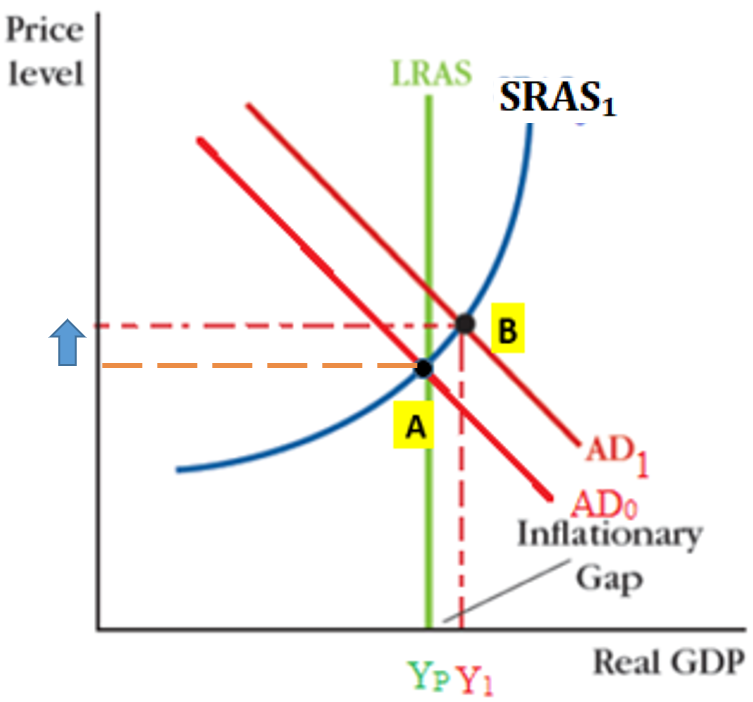 Price
level
LRAS
SRAS₁
B
A
AD₁
AD₀
Inflationary
Gap
Real GDP
Yₚ Y₁